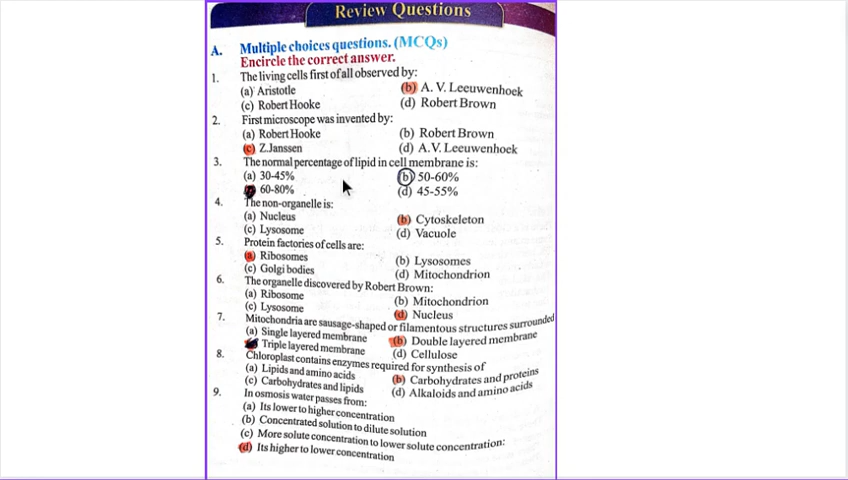 Review Questions
A. Multiple choices questions. (MCQs)
Encircle the correct answer.
1. The living cells first of all observed by:
(a) Aristotle (b) A. V. Leeuwenhoek
(c) Robert Hooke (d) Robert Brown
2. First microscope was invented by:
(a) Robert Hooke (b) Robert Brown
(c) Z.Janssen (d) A.V. Leeuwenhoek
3. The normal percentage of lipid in cell membrane is:
(a) 30-45% (b) 50-60%
60-80% (d) 45-55%
4. The non-organelle is:
(a) Nucleus (b) Cytoskeleton
(c) Lysosome (d) Vacuole
5. Protein factories of cells are:
(a) Ribosomes (b) Lysosomes
(c) Golgi bodies (d) Mitochondrion
6. The organelle discovered by Robert Brown:
(a) Ribosome (b) Mitochondrion
(c) Lysosome (d) Nucleus
7. Mitochondria are sausage-shaped or filamentous structures surrounded
(a) Single layered membrane (b) Double layered membrane
Triple layered membrane (d) Cellulose
8. Chloroplast contains enzymes required for synthesis of
(a) Lipids and amino acids (b) Carbohydrates and proteins
(c) Carbohydrates and lipids (d) Alkaloids and amino acids
9. In osmosis water passes from:
(a) Its lower to higher concentration
(b) Concentrated solution to dilute solution
(c) More solute concentration to lower solute concentration:
(d) Its higher to lower concentration